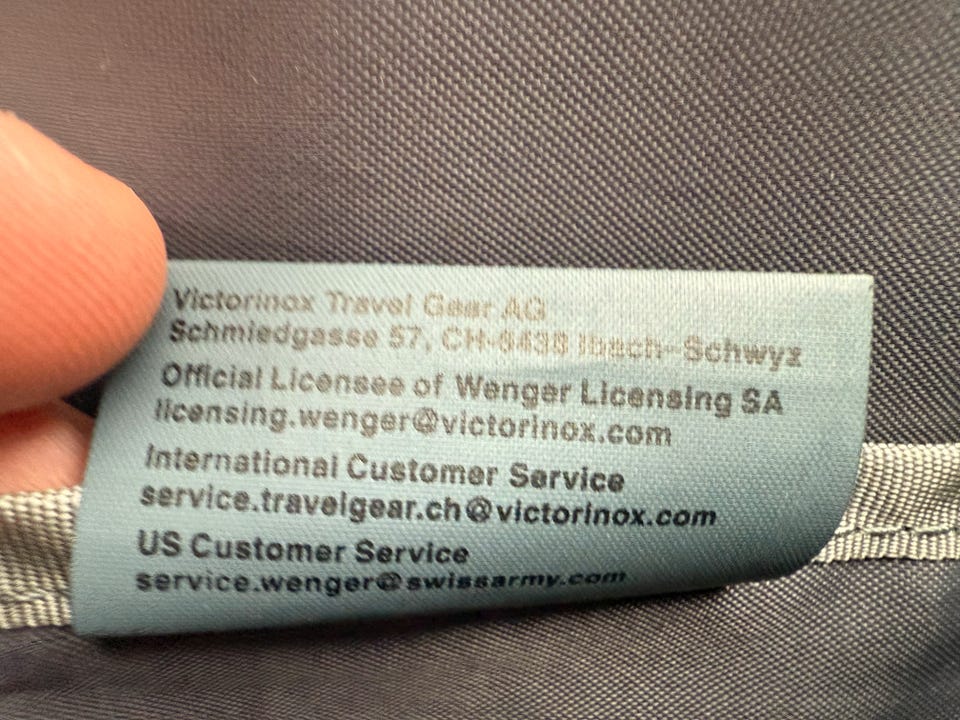 Victorinox Travel Gear AG
Schmiedgasse 57, CH-6438 Ibach-Schwyz
Official Licensee of Wenger Licensing SA
licensing.wenger@victorinox.com
International Customer Service
service.travelgear.ch@victorinox.com
US Customer Service
service.wenger@swissarmy.com